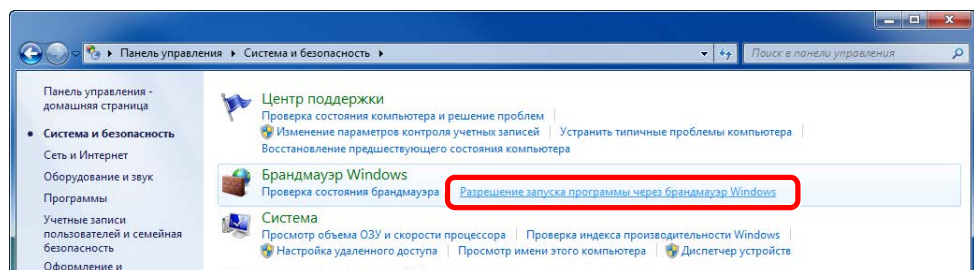 Панель управления ▸ Система и безопасность ▸
Поиск в панели управления
Панель управления -
домашняя страница
Система и безопасность
Сеть и Интернет
Оборудование и звук
Программы
Учетные записи
пользователей и семейная
безопасность
Оформление и
Центр поддержки
Проверка состояния компьютера и решение проблем
Изменение параметров контроля учетных записей Устранить типичные проблемы компьютера
Восстановление предшествующего состояния компьютера
Брандмауэр Windows
Проверка состояния брандмауэра Разрешение запуска программы через брандмауэр Windows
Система
Просмотр объема ОЗУ и скорости процессора Проверка индекса производительности Windows
Настройка удаленного доступа Просмотр имени этого компьютера Диспетчер устройств